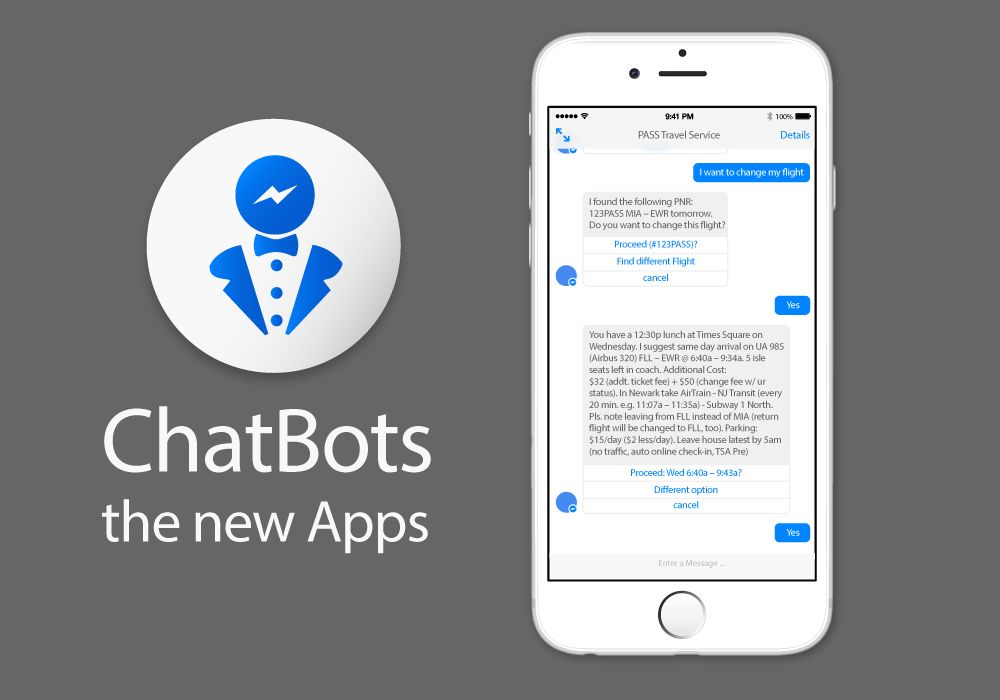 ChatBots
the new Apps
9:41 PM
100%
PASS Travel Service
Details
I want to change my flight
I found the following PNR:
123PASS MIA – EWR tomorrow.
Do you want to change this flight?
Proceed (#123PASS)?
Find different Flight
cancel
Yes
You have a 12:30p lunch at Times Square on
Wednesday. I suggest same day arrival on UA 985
(Airbus 320) FLL – EWR @ 6:40a – 9:34a. 5 isle
seats left in coach. Additional Cost:
$32 (addt. ticket fee) + $50 (change fee w/ ur
status). In Newark take AirTrain - NJ Transit (every
20 min. e.g. 11:07a – 11:35a) - Subway 1 North.
Pls. note leaving from FLL instead of MIA (return
flight will be changed to FLL, too). Parking:
$15/day ($2 less/day). Leave house latest by 5am
(no traffic, auto online check-in, TSA Pre)
Proceed: Wed 6:40a – 9:43a?
Different option
cancel
Yes
Enter a Message ...